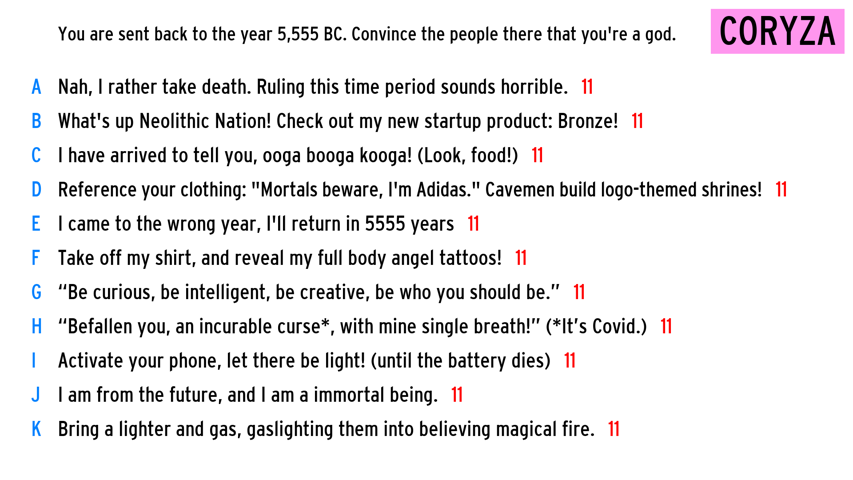 You are sent back to the year 5,555 BC. Convince the people there that you're a god.
CORYZA
A Nah, I rather take death. Ruling this time period sounds horrible. 11
B What's up Neolithic Nation! Check out my new startup product: Bronze! 11
C I have arrived to tell you, ooga booga kooga! (Look, food!) 11
D Reference your clothing: "Mortals beware, I'm Adidas." Cavemen build logo-themed shrines! 11
E I came to the wrong year, I'll return in 5555 years 11
F Take off my shirt, and reveal my full body angel tattoos! 11
G “Be curious, be intelligent, be creative, be who you should be.” 11
H “Befallen you, an incurable curse*, with mine single breath!” (*It’s Covid.) 11
I Activate your phone, let there be light! (until the battery dies) 11
J I am from the future, and I am a immortal being. 11
K Bring a lighter and gas, gaslighting them into believing magical fire. 11